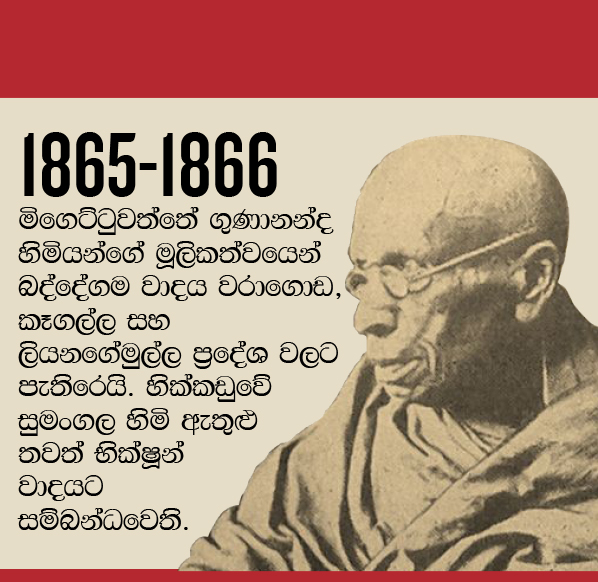 1865-1866
මිගෙට්ටුවත්තේ ගුණානන්ද
හිමියන්ගේ මූලිකත්වයෙන්
බද්දේගම වාදය වරාගොඩ,
කෑගල්ල සහ
ලියනගේමුල්ල ප්‍රදේශ වලට
පැතිරෙයි. හික්කඩුවේ
සුමංගල හිමි ඇතුළු
තවත් භික්ෂූන්
වාදයට
සම්බන්ධවෙති.